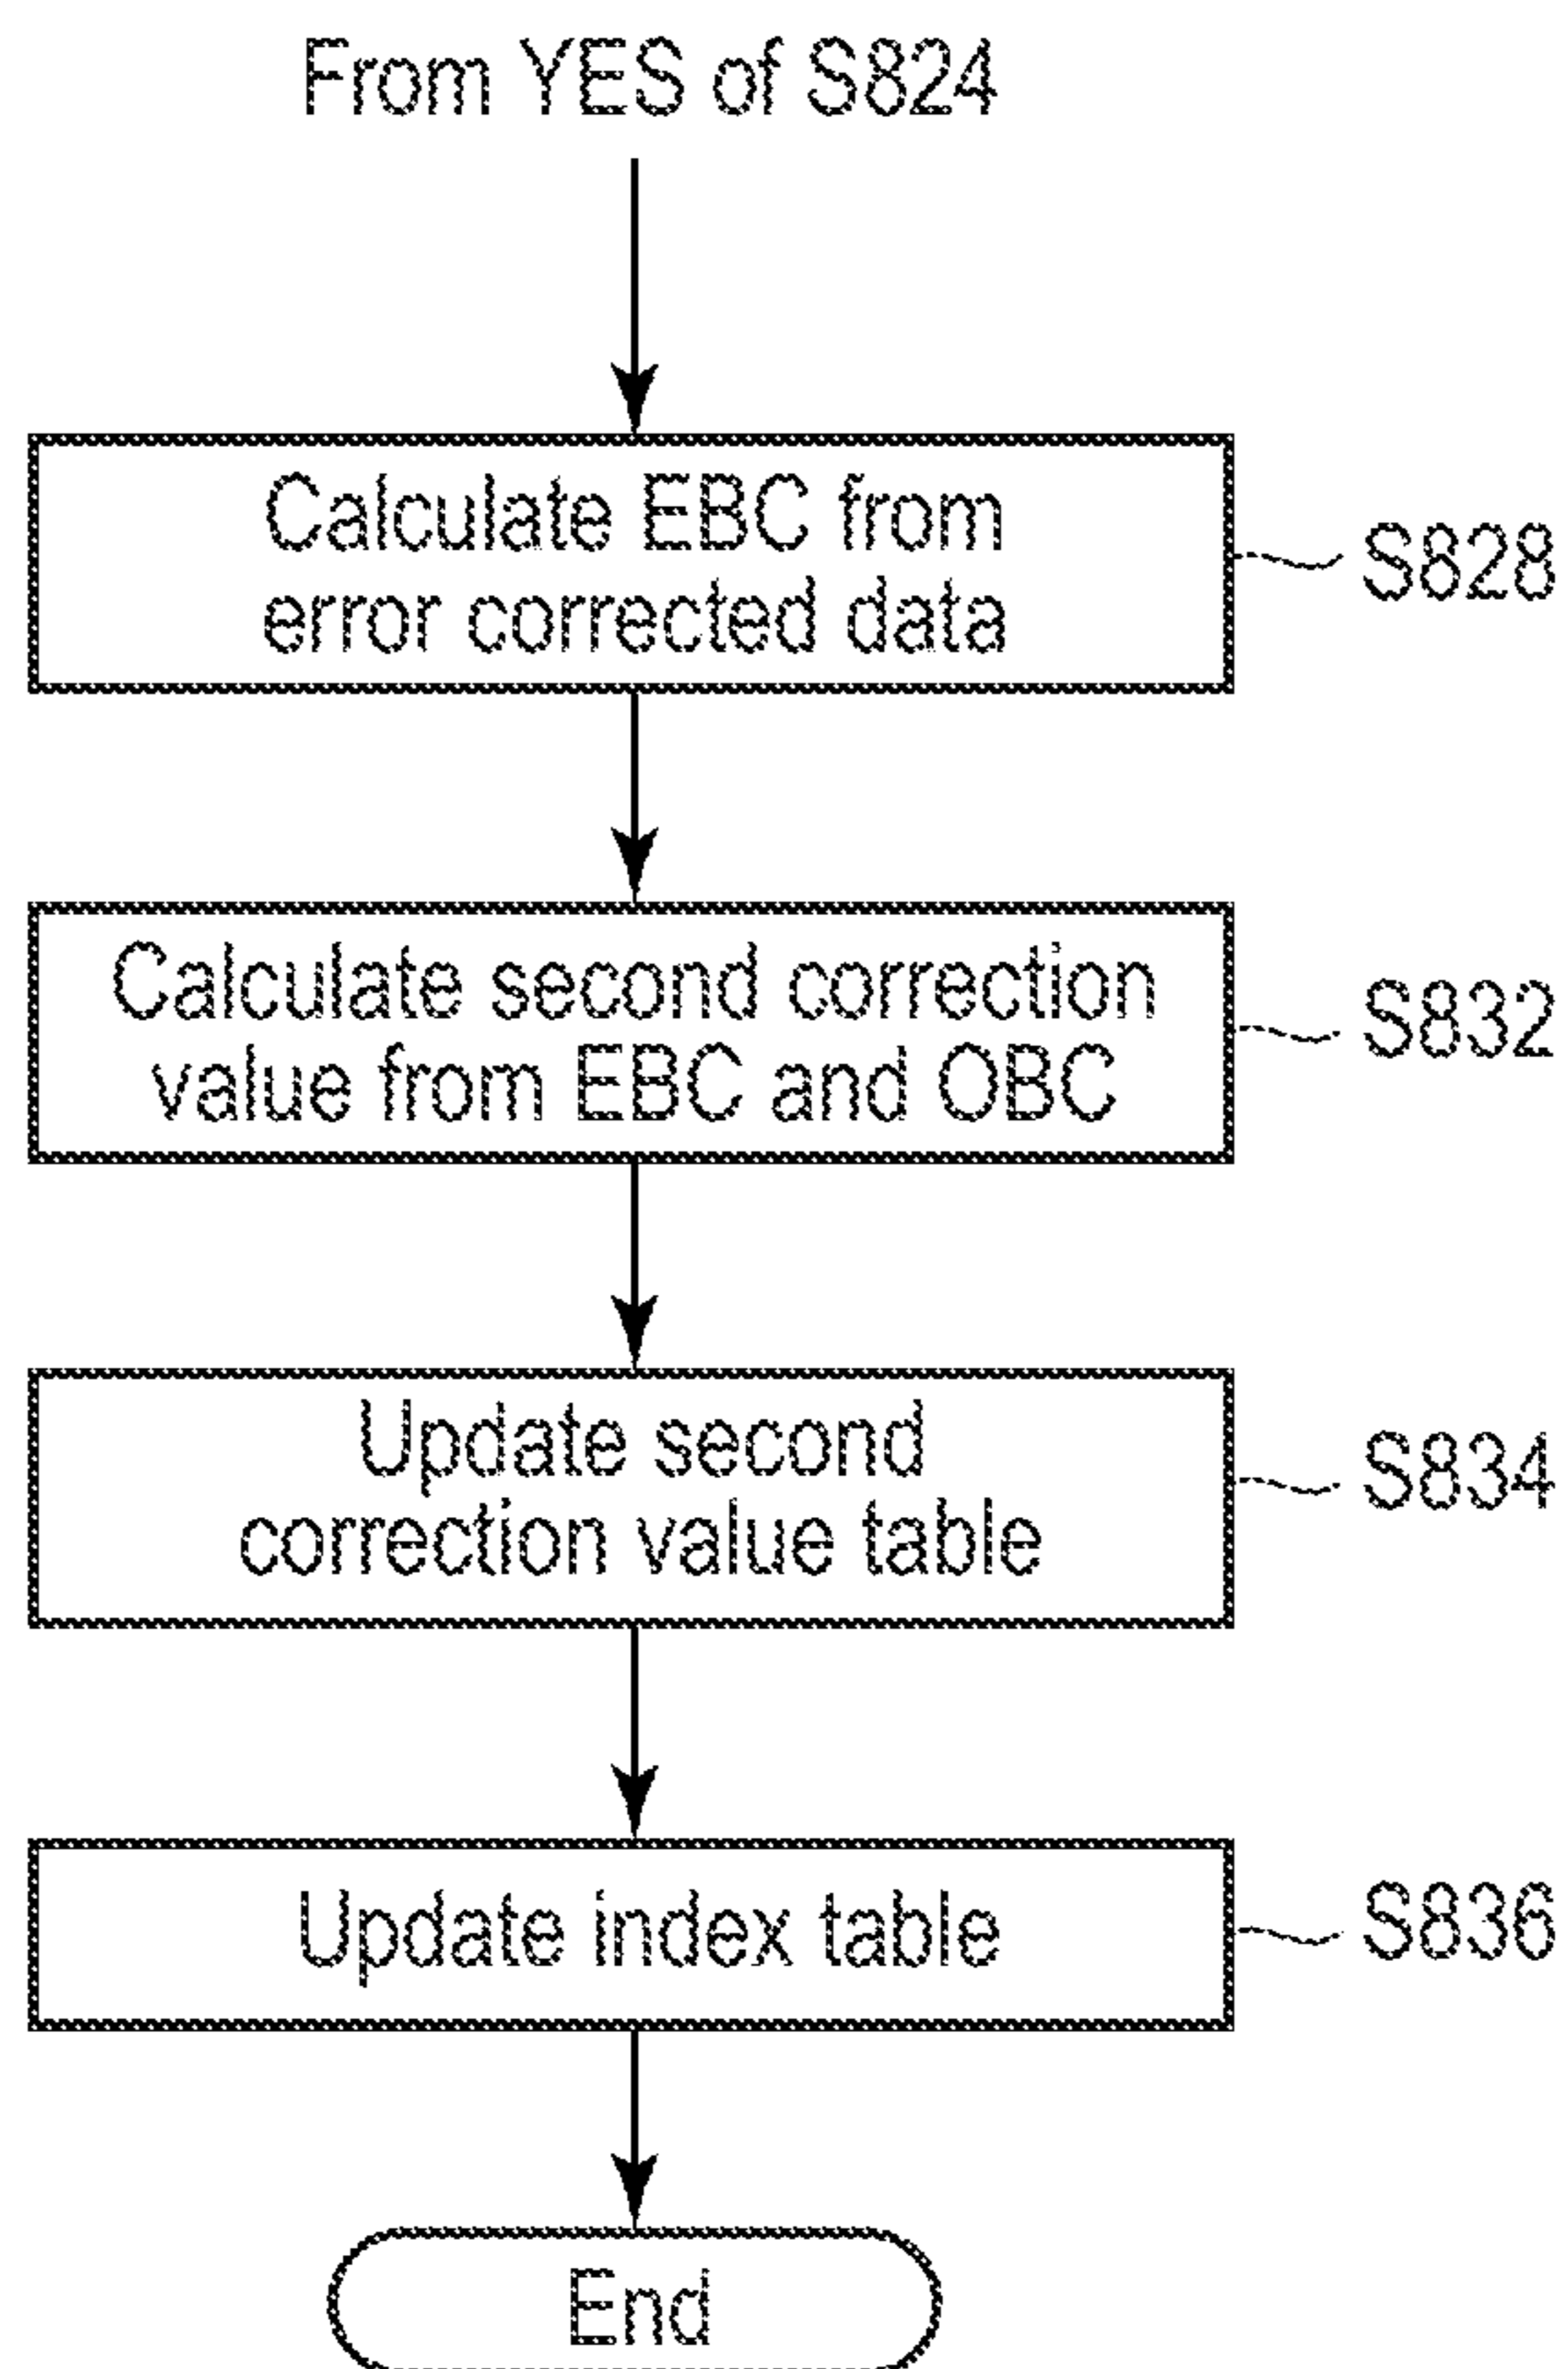 From YES of S824
Calculate EBC from
error corrected data
S828
Calculate second correction
value from EBC and OBC
S832
Update second
correction value table
S834
Update index table
S836
End